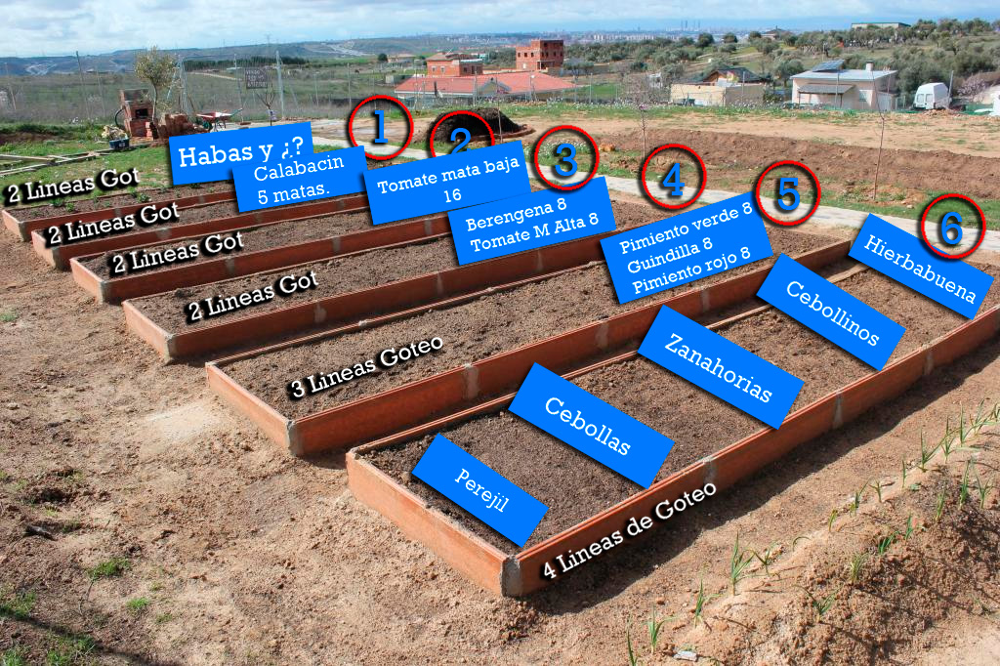 1
2
3
4
5
6
Habas y ¿?
Calabacin
5 matas.
Tomate mata baja
16
Berengena 8
Tomate M Alta 8
Pimiento verde 8
Guindilla 8
Pimiento rojo 8
Hierbabuena
Cebollinos
Zanahorias
Cebollas
Perejil
2 Lineas Got
2 Lineas Got
2 Lineas Got
2 Lineas Got
3 Lineas Goteo
4 Lineas de Goteo